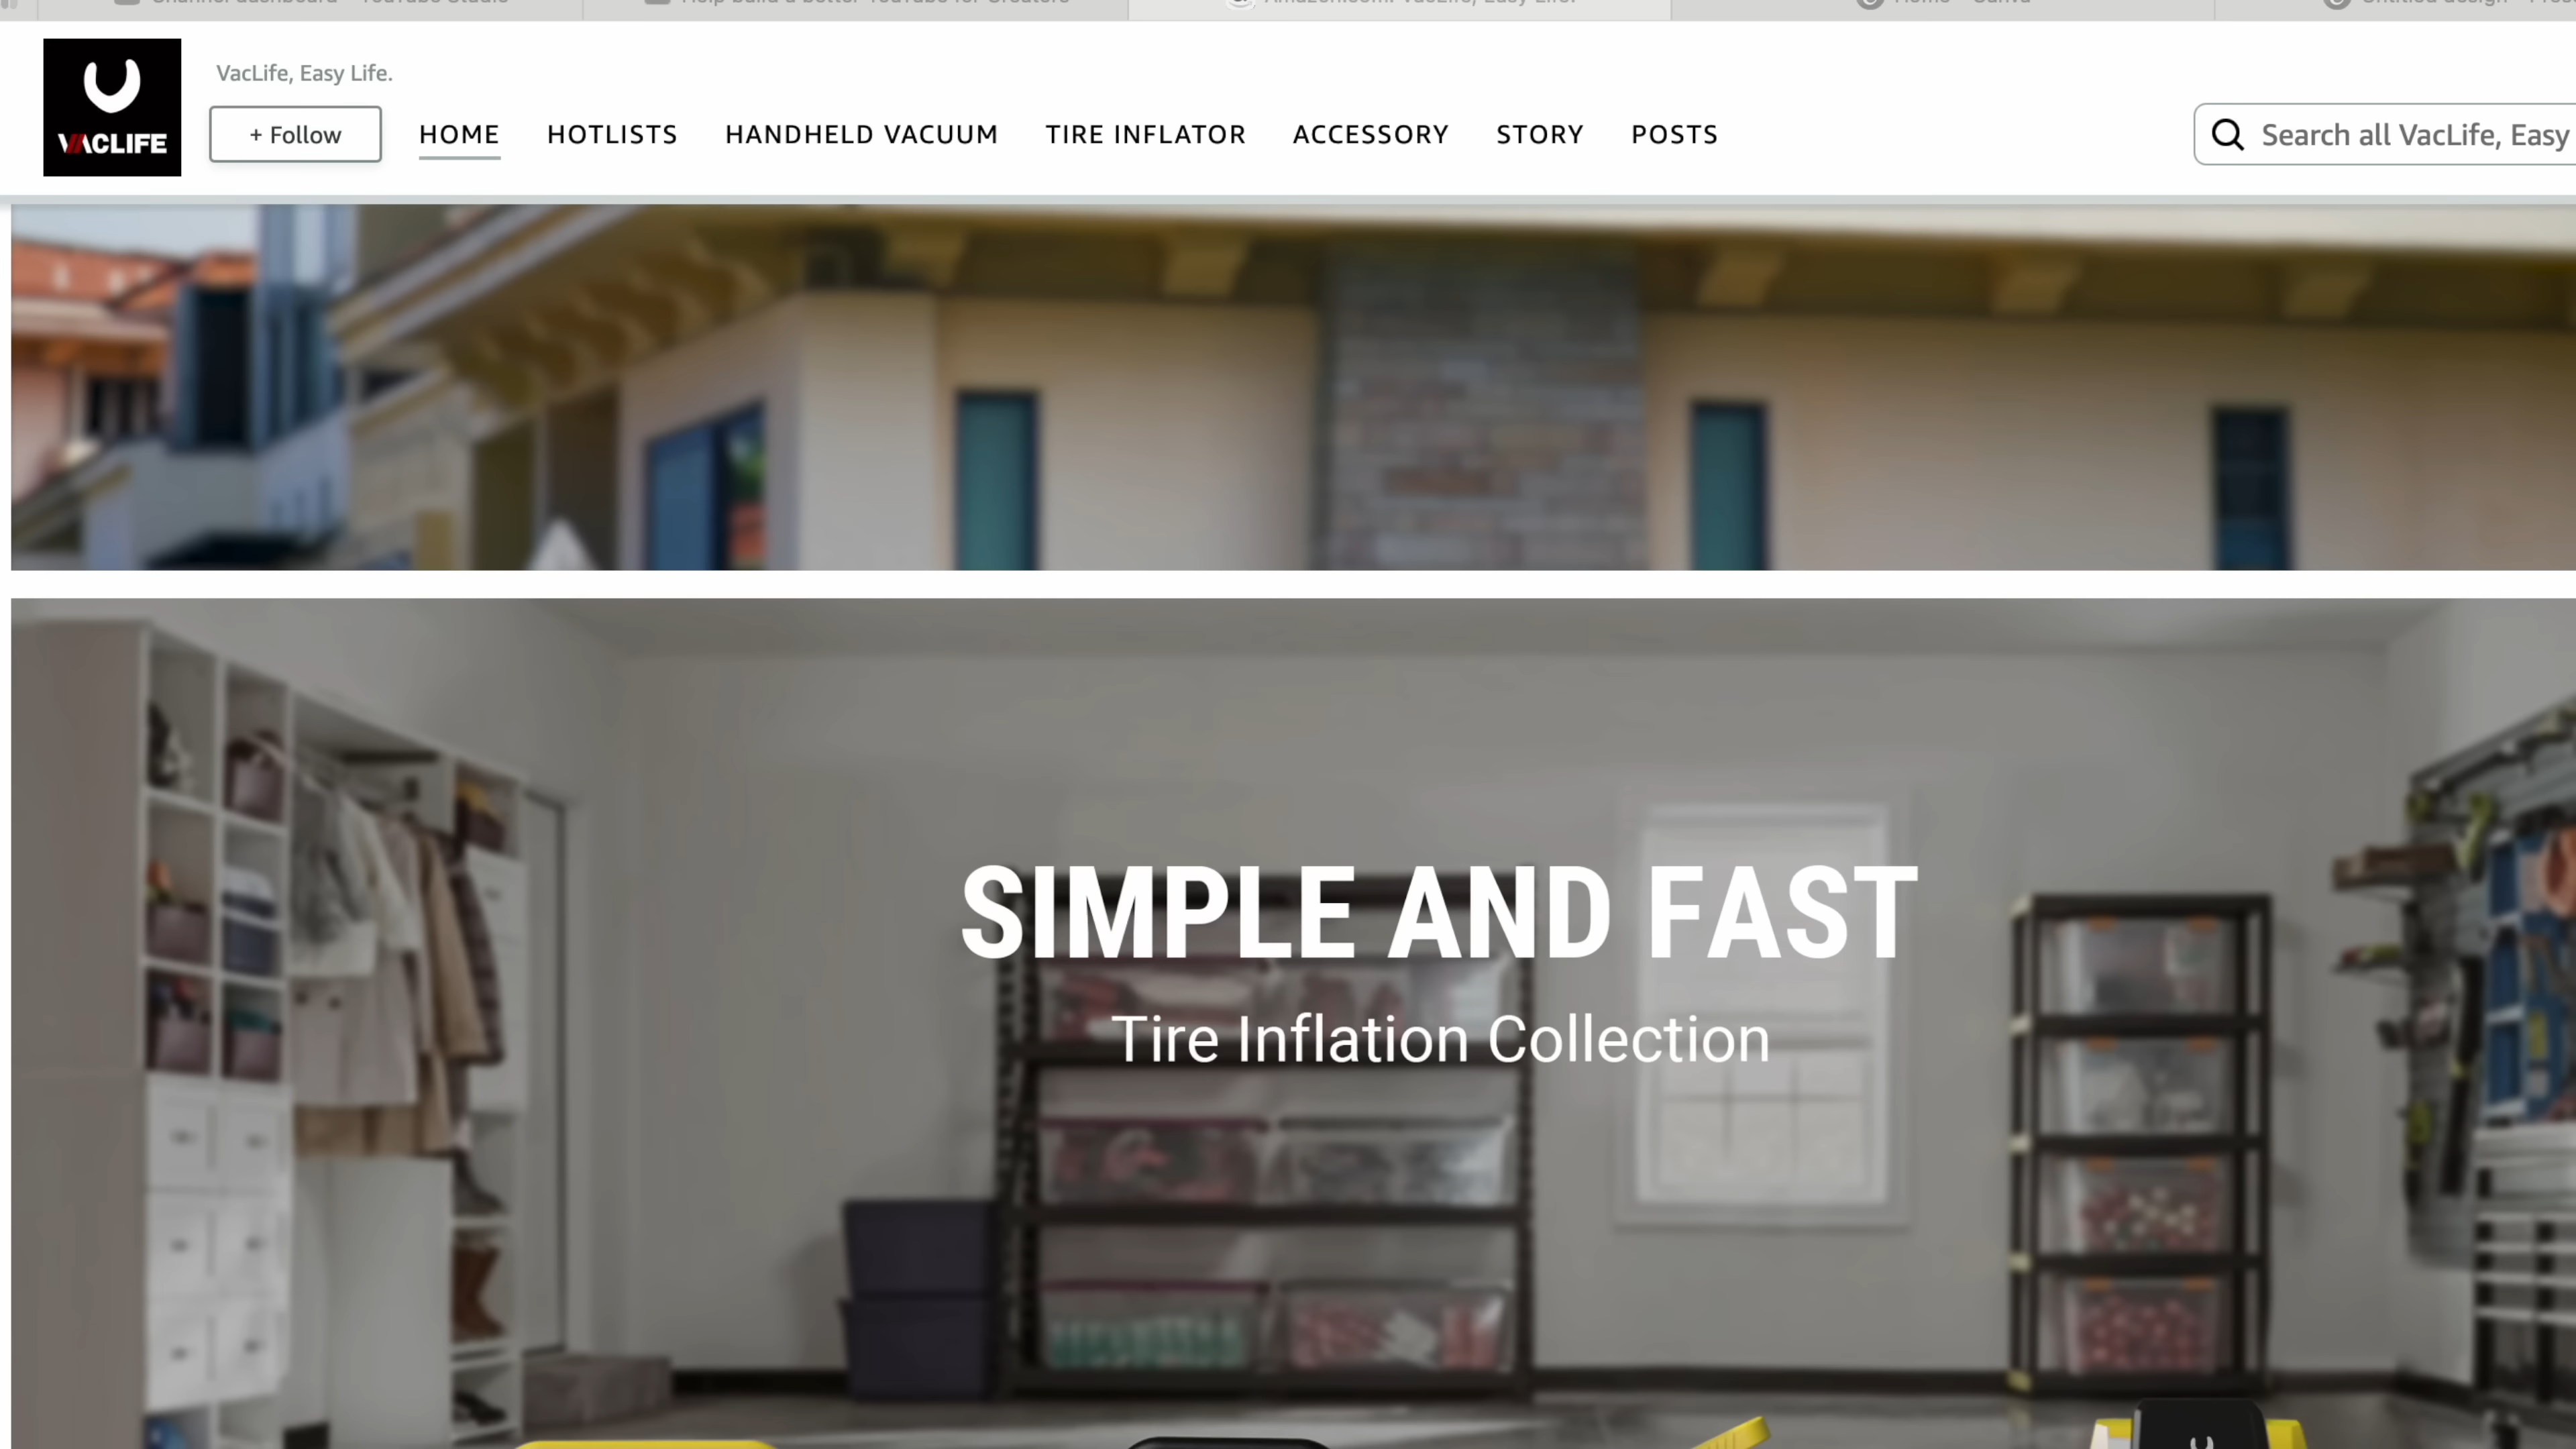 VacLife, Easy Life.
VACLIFE
+ Follow
HOME
HOTLISTS
HANDHELD VACUUM
TIRE INFLATOR
ACCESSORY
STORY
POSTS
Search all VacLife, Easy
SIMPLE AND FAST
Tire Inflation Collection